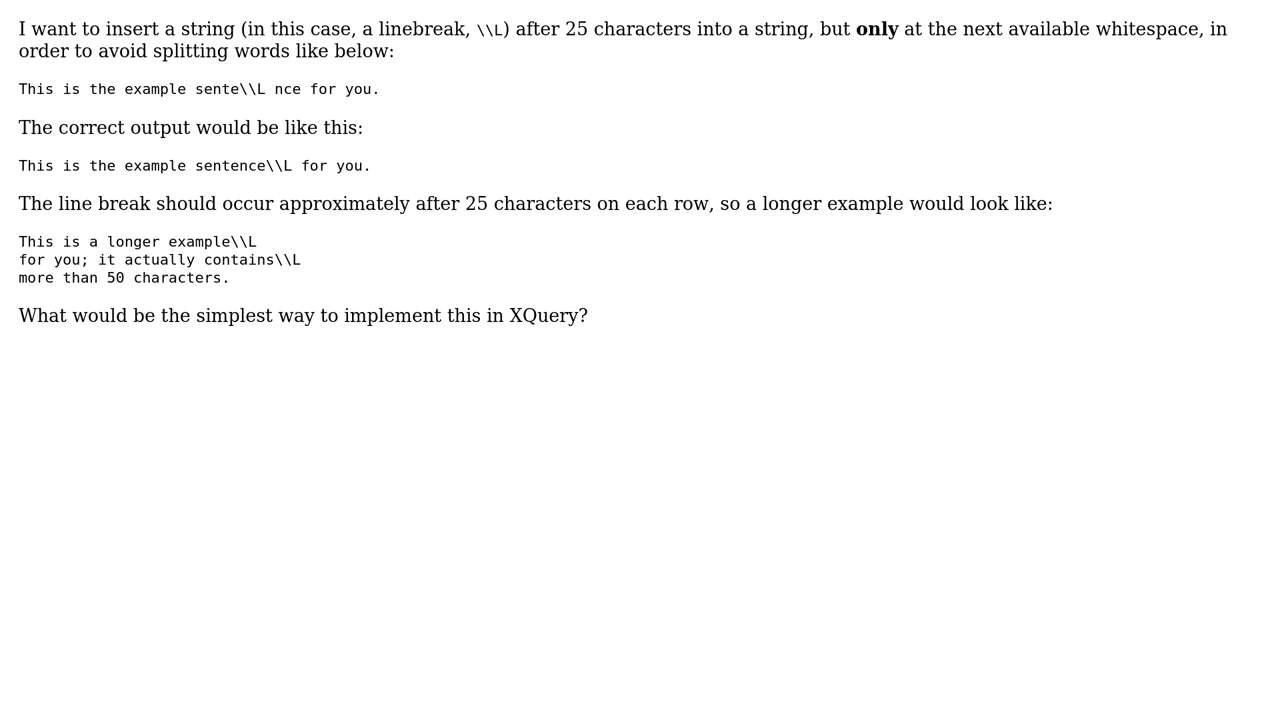 I want to insert a string (in this case, a linebreak, \\L) after 25 characters into a string, but only at the next available whitespace, in
order to avoid splitting words like below:
This is the example sente\\L nce for you.
The correct output would be like this:
This is the example sentence\\L for you.
The line break should occur approximately after 25 characters on each row, so a longer example would look like:
This is a longer example\\L
for you; it actually contains\\L
more than 50 characters.
What would be the simplest way to implement this in XQuery?